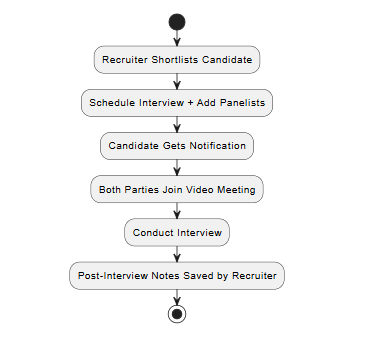 Recruiter Shortlists Candidate
Schedule Interview + Add Panelists
Candidate Gets Notification
Both Parties Join Video Meeting
Conduct Interview
Post-Interview Notes Saved by Recruiter